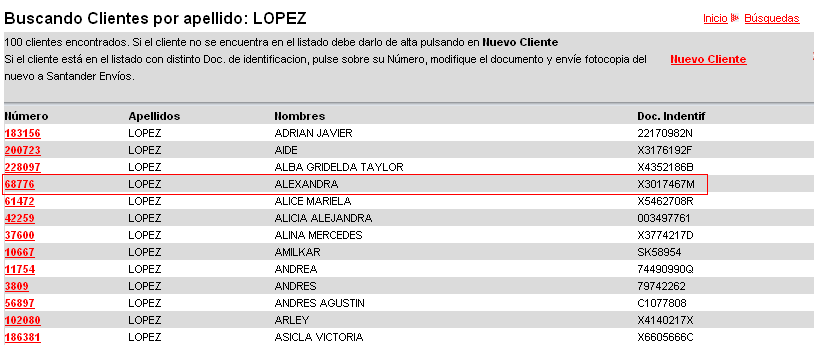 Buscando Clientes por apellido: LOPEZ
Inicio Búsquedas
100 clientes encontrados. Si el cliente no se encuentra en el listado debe darlo de alta pulsando en Nuevo Cliente
Si el cliente está en el listado con distinto Doc. de identificacion, pulse sobre su Número, modifique el documento y envíe fotocopia del
nuevo a Santander Envíos.
Nuevo Cliente
Número Apellidos Nombres Doc. Indentif
183156 LOPEZ ADRIAN JAVIER 22170982N
200723 LOPEZ AIDE X3176192F
228097 LOPEZ ALBA GRIDELDA TAYLOR X4352186B
68776 LOPEZ ALEXANDRA X3017467M
61472 LOPEZ ALICE MARIELA X5462708R
42259 LOPEZ ALICIA ALEJANDRA 003497761
37600 LOPEZ ALINA MERCEDES X3774217D
10667 LOPEZ AMILKAR SK58954
11754 LOPEZ ANDREA 74490990Q
3809 LOPEZ ANDRES 79742262
56897 LOPEZ ANDRES AGUSTIN C1077808
102080 LOPEZ ARLEY X4140217X
186381 LOPEZ ASICLA VICTORIA X6605666C